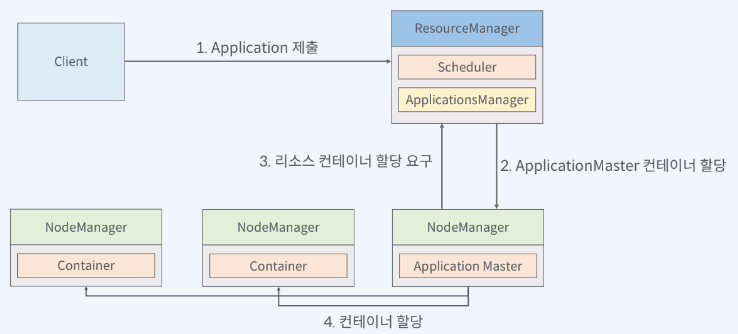 ResourceManager
1. Application 제출
Client
Scheduler
ApplicationsManager
3. 리소스 컨테이너 할당 요구
2. ApplicationMaster 컨테이너 할당
NodeManager
Container
NodeManager
Container
NodeManager
Application Master
4. 컨테이너 할당